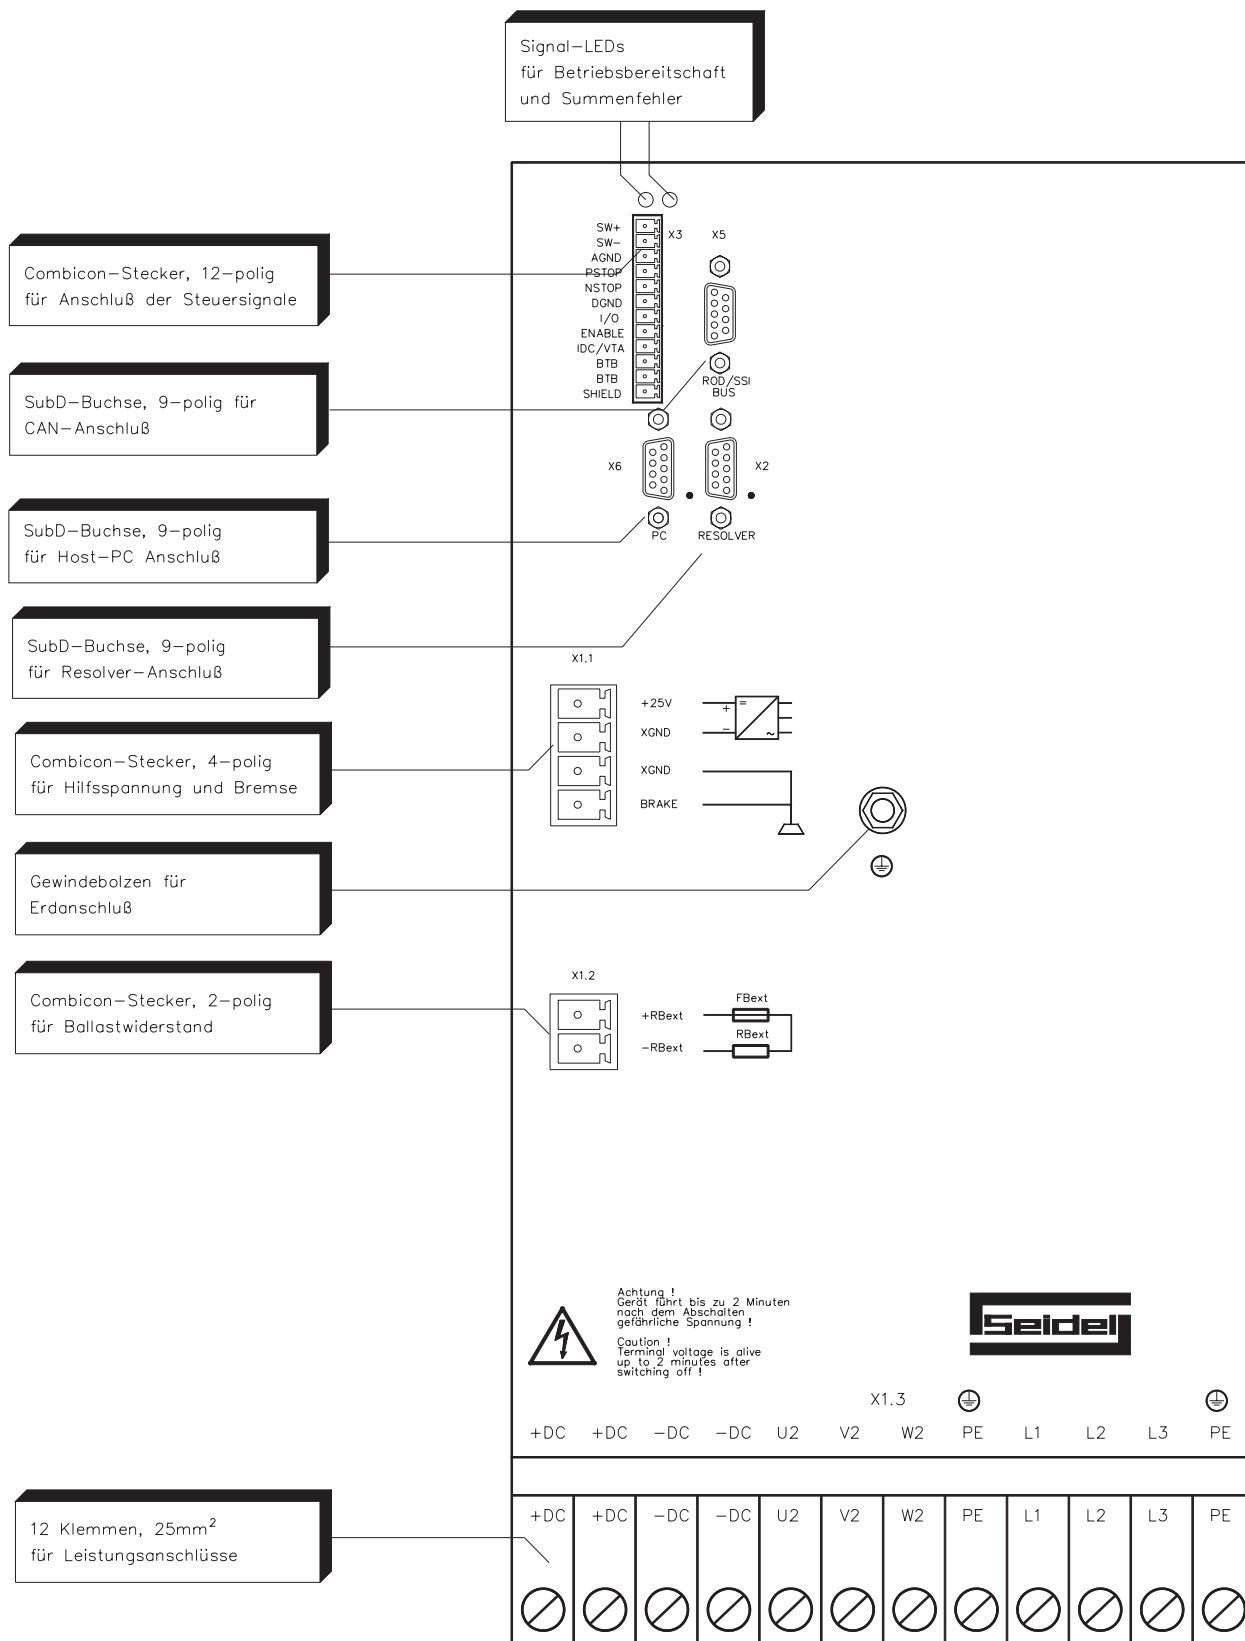 Signal-LEDs
für Betriebsbereitschaft
und Summenfehler
Combicon-Stecker, 12-polig
für Anschluß der Steuersignale
SubD-Buchse, 9-polig für
CAN-Anschluß
SubD-Buchse, 9-polig
für Host-PC Anschluß
SubD-Buchse, 9-polig
für Resolver-Anschluß
Combicon-Stecker, 4-polig
für Hilfsspannung und Bremse
Gewindebolzen für
Erdanschluß
Combicon-Stecker, 2-polig
für Ballastwiderstand
12 Klemmen, 25mm²
für Leistungsanschlüsse
SW+
SW-
AGND
PSTOP
NSTOP
DGND
I/O
ENABLE
IDC/VTA
BTB
BTB
SHIELD
X3
X5
ROD/SSI
BUS
X6
X2
PC
RESOLVER
X1.1
+25V
XGND
XGND
BRAKE
+
-
=
~
X1.2
+RBext
-RBext
FBext
RBext
Achtung !
Gerät führt bis zu 2 Minuten
nach dem Abschalten
gefährliche Spannung !
Caution !
Terminal voltage is alive
up to 2 minutes after
switching off !
Seidel
X1.3
+DC +DC -DC -DC U2 V2 W2 PE L1 L2 L3 PE
+DC +DC -DC -DC U2 V2 W2 PE L1 L2 L3 PE